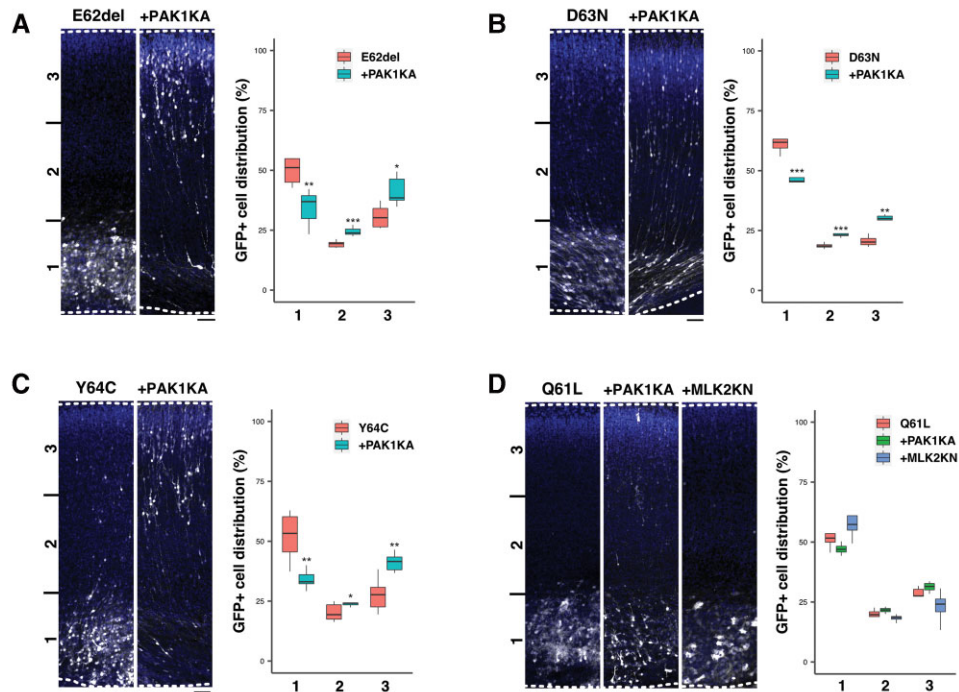 A
E62del +PAK1KA
3
2
1
GFP+ cell distribution (%)
100
75
50
25
0
E62del
+PAK1KA
**
***
*
1 2 3
B
D63N +PAK1KA
3
2
1
GFP+ cell distribution (%)
100
75
50
25
0
D63N
+PAK1KA
***
***
**
1 2 3
C
Y64C +PAK1KA
3
2
1
GFP+ cell distribution (%)
100
75
50
25
0
Y64C
+PAK1KA
**
*
**
1 2 3
D
Q61L +PAK1KA +MLK2KN
3
2
1
GFP+ cell distribution (%)
100
75
50
25
0
Q61L
+PAK1KA
+MLK2KN
1 2 3